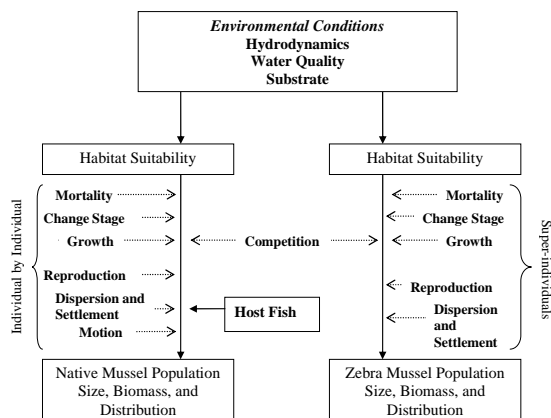 Environmental Conditions
Hydrodynamics
Water Quality
Substrate
Habitat Suitability
Habitat Suitability
Individual by Individual
Mortality
Change Stage
Growth
Reproduction
Dispersion and
Settlement
Motion
Competition
Host Fish
Mortality
Change Stage
Growth
Reproduction
Dispersion
and
Settlement
Super-individuals
Native Mussel Population
Size, Biomass, and
Distribution
Zebra Mussel Population
Size, Biomass, and
Distribution